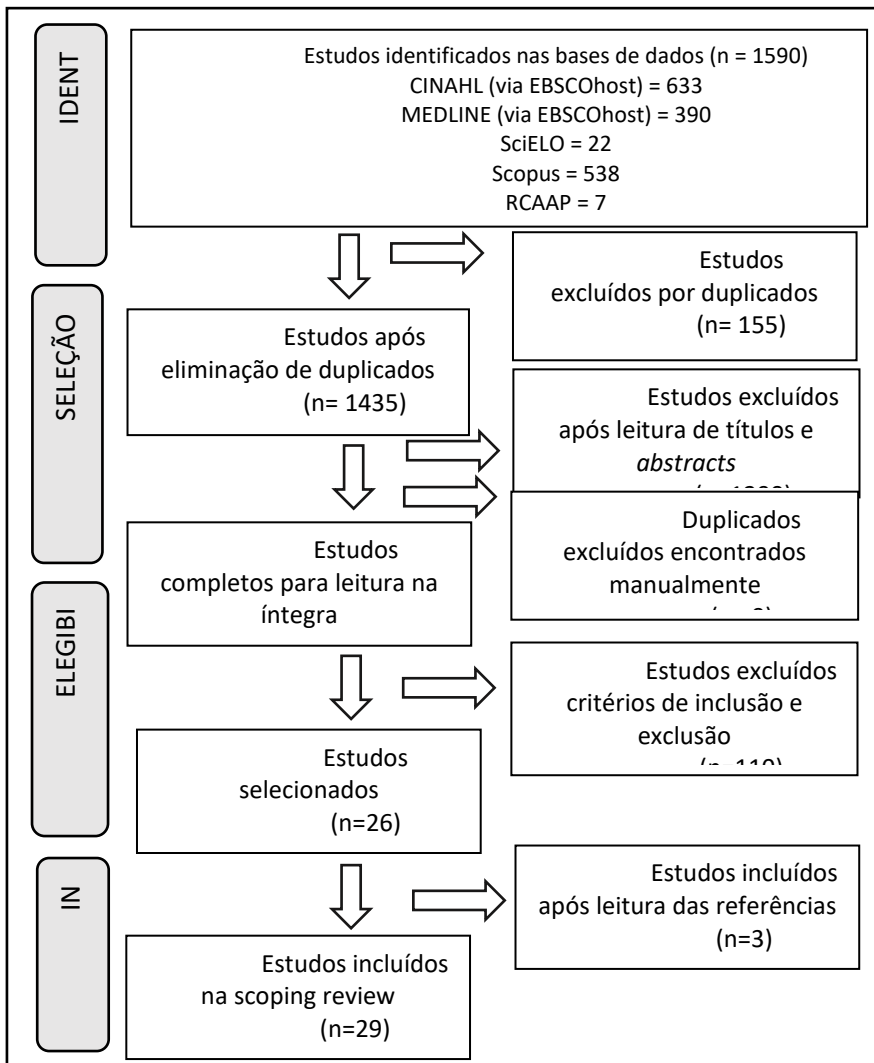 IDENT
Estudos identificados nas bases de dados (n = 1590)
CINAHL (via EBSCOhost) = 633
MEDLINE (via EBSCOhost) = 390
SciELO = 22
Scopus = 538
RCAAP = 7
Estudos
excluídos por duplicados
(n= 155)
SELEÇÃO
Estudos após
eliminação de duplicados
(n= 1435)
Estudos excluídos
após leitura de títulos e
abstracts
Duplicados
excluídos encontrados
manualmente
Estudos
completos para leitura na
íntegra
ELEGIBI
Estudos excluídos
critérios de inclusão e
exclusão
Estudos
selecionados
(n=26)
IN
Estudos incluídos
após leitura das referências
(n=3)
Estudos incluídos
na scoping review
(n=29)